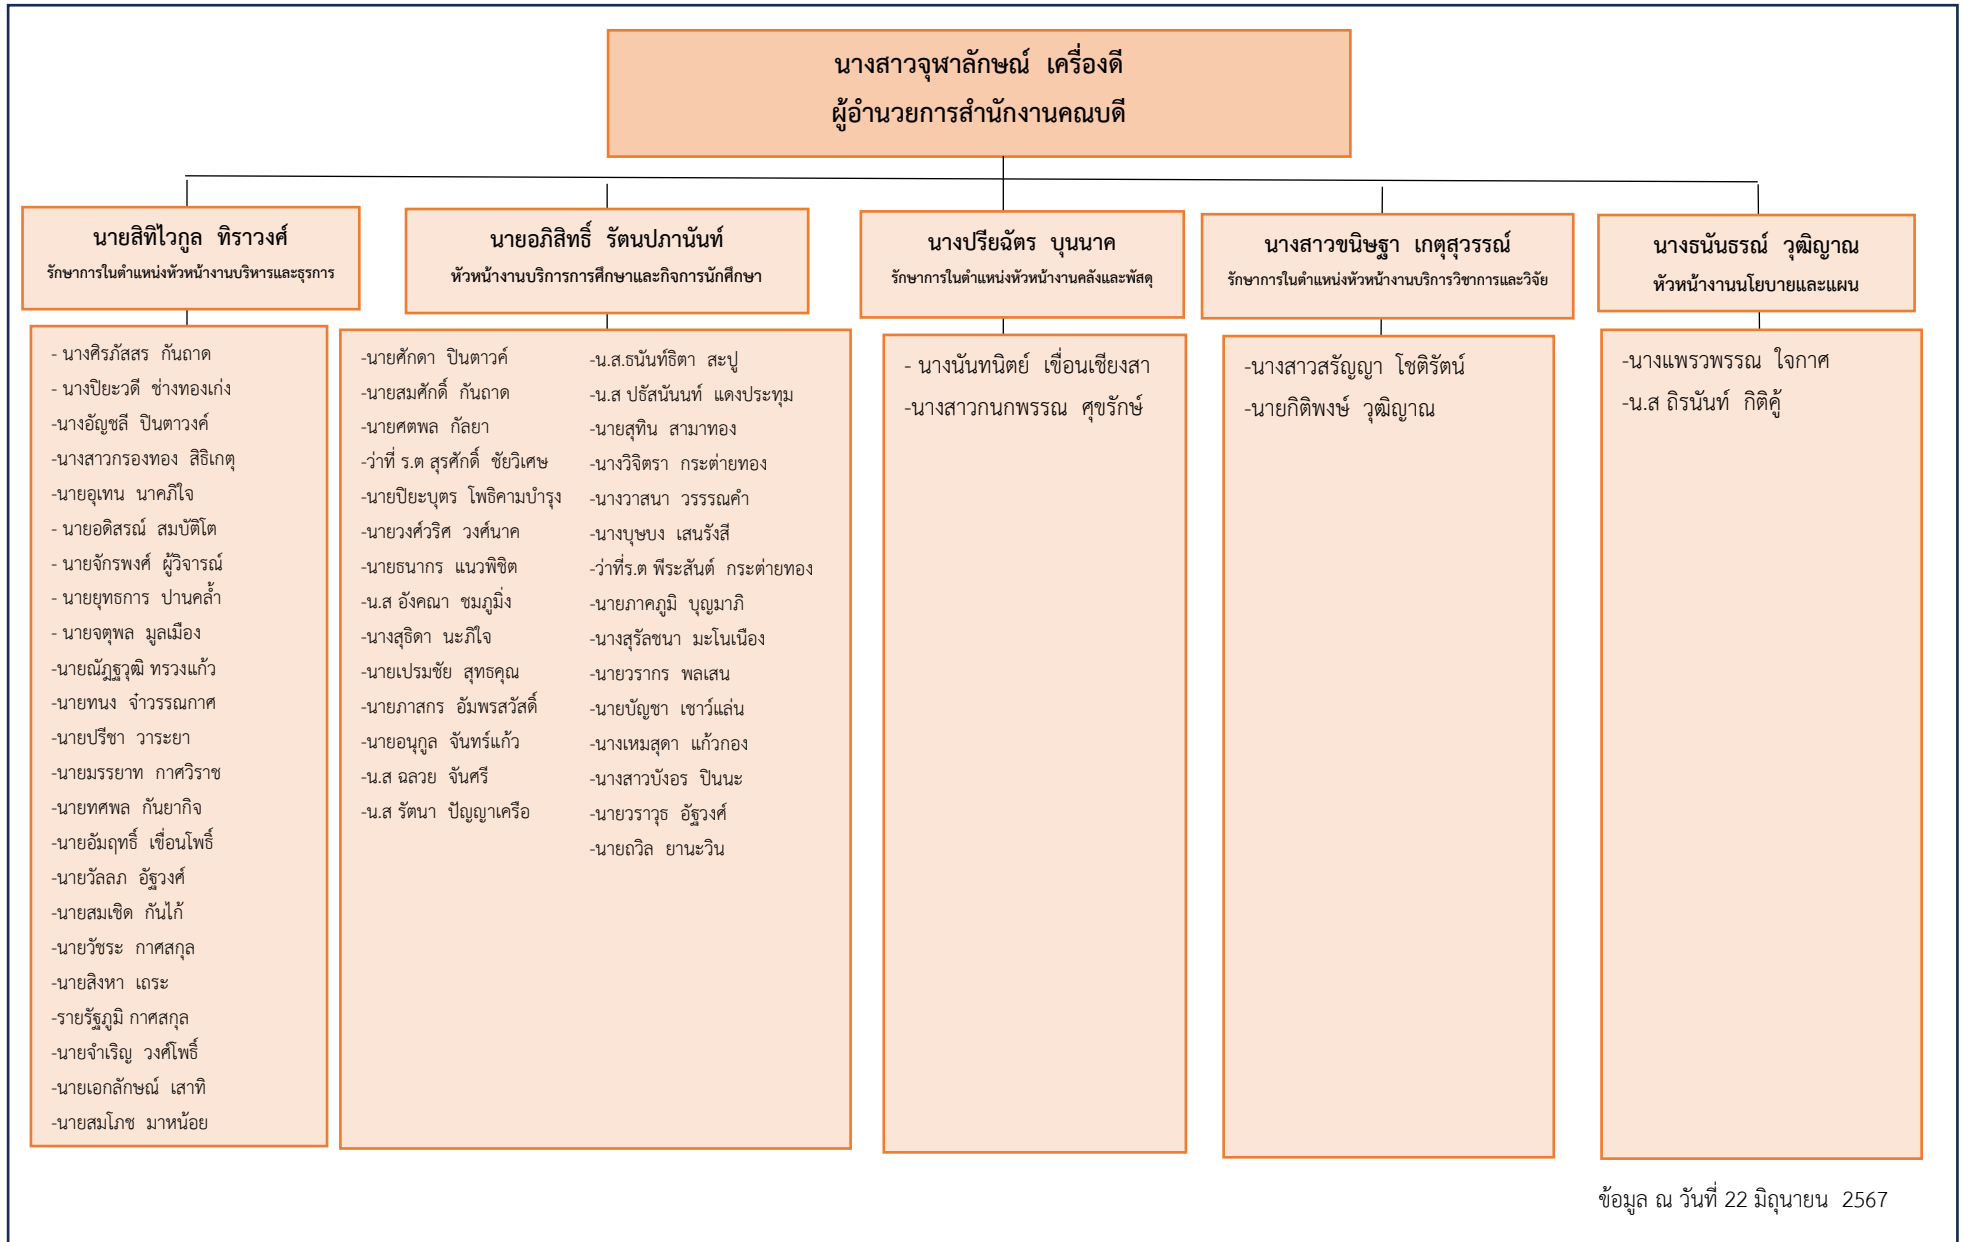 นางสาวจุฬาลักษณ์ เครื่องดี
ผู้อำนวยการสำนักงานคณบดี
นายสิทิไวกูล ทิราวงศ์
รักษาการในตำแหน่งหัวหน้างานบริหารและธุรการ
- นางศิรภัสสร กันถาด
- นางปิยะวดี ช่างทองเก่ง
-นางอัญชลี ปินตาวงค์
-นางสาวกรองทอง สิธิเกตุ
-นายอุเทน นาคภิใจ
- นายอดิสรณ์ สมบัติโต
- นายจักรพงศ์ ผู้วิจารณ์
- นายยุทธการ ปานคล้ำ
- นายจตุพล มูลเมือง
-นายณัฏฐวุฒิ ทรวงแก้ว
-นายทนง จ๋าวรรณกาศ
-นายปรีชา วาระยา
-นายมรรยาท กาศวิราช
-นายทศพล กันยากิจ
-นายอัมฤทธิ์ เขื่อนโพธิ์
-นายวัลลภ อัฐวงศ์
-นายสมเชิด กันไก้
-นายวัชระ กาศสกุล
-นายสิงหา เถระ
-รายรัฐภูมิ กาศสกุล
-นายจำเริญ วงศ์โพธิ์
-นายเอกลักษณ์ เสาทิ
-นายสมโภช มาหน้อย
นายอภิสิทธิ์ รัตนปภานันท์
หัวหน้างานบริการการศึกษาและกิจการนักศึกษา
-นายศักดา ปินตาวค์
-นายสมศักดิ์ กันถาด
-นายศตพล กัลยา
-ว่าที่ ร.ต สุรศักดิ์ ชัยวิเศษ
-นายปิยะบุตร โพธิคามบำรุง
-นายวงศ์วริศ วงศ์นาค
-นายธนากร แนวพิชิต
-น.ส อังคณา ชมภูมิ่ง
-นางสุธิดา นะภิใจ
-นายเปรมชัย สุทธคุณ
-นายภาสกร อัมพรสวัสดิ์
-นายอนุกูล จันทร์แก้ว
-น.ส ฉลวย จันศรี
-น.ส รัตนา ปัญญาเครือ
-น.ส.ธนันท์ธิตา สะปู
-น.ส ปธัสนันนท์ แดงประทุม
-นายสุทิน สามาทอง
-นางวิจิตรา กระต่ายทอง
-นางวาสนา วรรรณคำ
-นางบุษบง เสนรังสี
-ว่าที่ร.ต พีระสันต์ กระต่ายทอง
-นายภาคภูมิ บุญมาภิ
-นางสุรัลชนา มะโนเนือง
-นายวรากร พลเสน
-นายบัญชา เชาว์แล่น
-นางเหมสุดา แก้วกอง
-นางสาวบังอร ปินนะ
-นายวราวุธ อัฐวงศ์
-นายถวิล ยานะวิน
นางปรียฉัตร บุนนาค
รักษาการในตำแหน่งหัวหน้างานคลังและพัสดุ
- นางนันทนิตย์ เขื่อนเชียงสา
-นางสาวกนกพรรณ ศุขรักษ์
นางสาวขนิษฐา เกตุสุวรรณ์
รักษาการในตำแหน่งหัวหน้างานบริการวิชาการและวิจัย
-นางสาวสรัญญา โชติรัตน์
-นายกิติพงษ์ วุฒิญาณ
นางธนันธรณ์ วุฒิญาณ
หัวหน้างานนโยบายและแผน
-นางแพรวพรรณ ใจกาศ
-น.ส ถิรนันท์ กิติคู้
ข้อมูล ณ วันที่ 22 มิถุนายน 2567